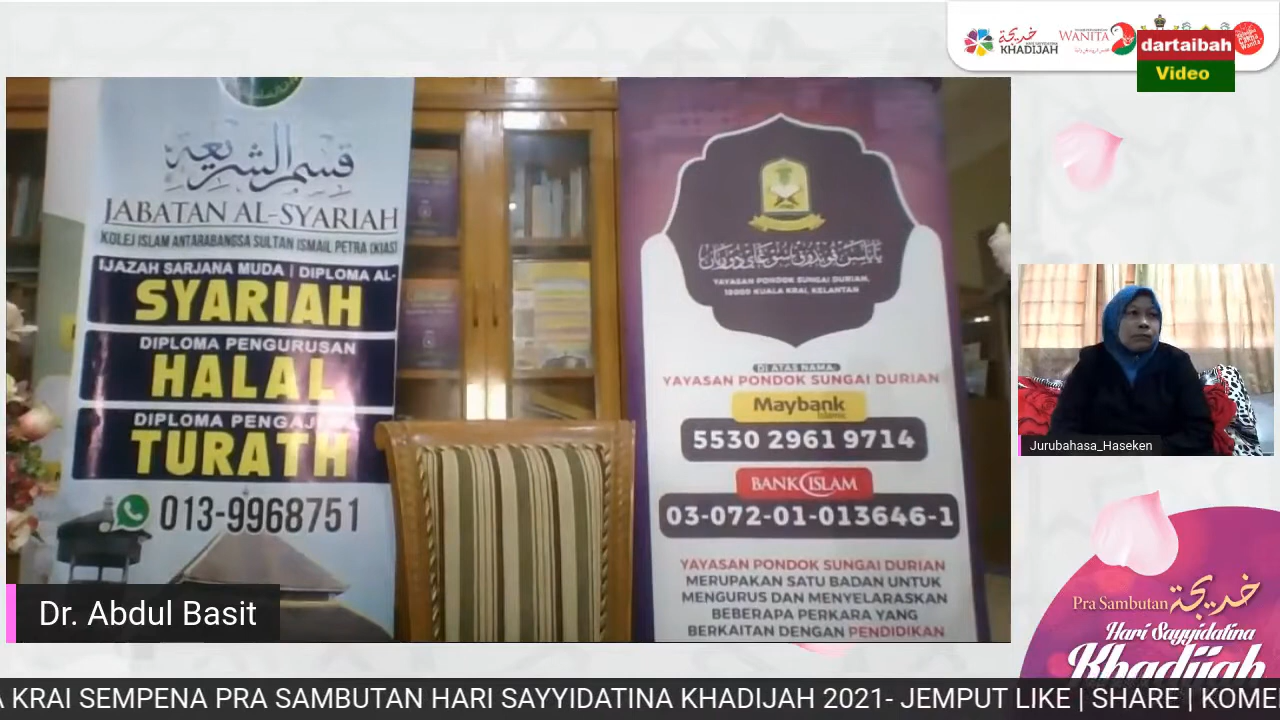 خديجة
KHADIJAH
WANITA
dartaibah
Video
قسم الشريعة
JABATAN AL-SYARIAH
KOLEJ ISLAM ANTARABANGSA SULTAN ISMAIL PETRA (KIAS)
IJAZAH SARJANA MUDA | DIPLOMA AL-
SYARIAH
DIPLOMA PENGURUSAN
HALAL
DIPLOMA PENGAJIAN
TURATH
013-9968751
YAYASAN PONDOK SUNGAI DURIAN,
18000 KUALA KRAI, KELANTAN
DI ATAS NAMA:
YAYASAN PONDOK SUNGAI DURIAN
Maybank
Islamic
5530 2961 9714
BANK ISLAM
03-072-01-013646-1
YAYASAN PONDOK SUNGAI DURIAN
MERUPAKAN SATU BADAN UNTUK
MENGURUS DAN MENYELARASKAN
BEBERAPA PERKARA YANG
BERKAITAN DENGAN PENDIDIKAN
Jurubahasa_Haseken
Dr. Abdul Basit
Pra Sambutan خديجة
Hari Sayyidatina
Khadijah
A KRAI SEMPENA PRA SAMBUTAN HARI SAYYIDATINA KHADIJAH 2021- JEMPUT LIKE | SHARE | KOME